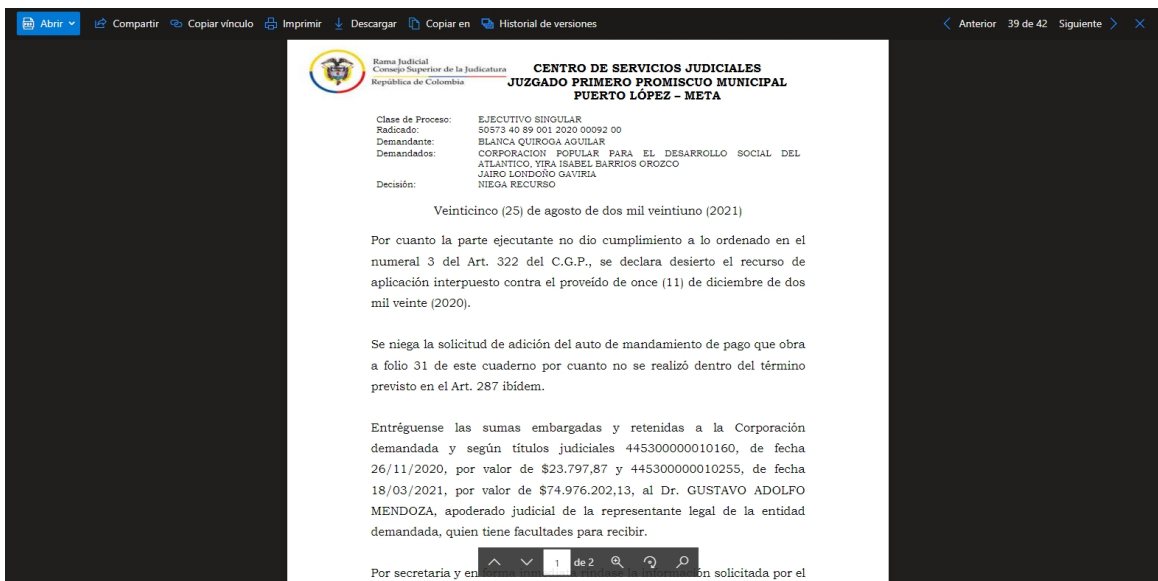 Abrir Compartir Copiar vínculo Imprimir Descargar Copiar en Historial de versiones Anterior 39 de 42 Siguiente
Rama Judicial
Consejo Superior de la Judicatura
República de Colombia
CENTRO DE SERVICIOS JUDICIALES
JUZGADO PRIMERO PROMISCUO MUNICIPAL
PUERTO LÓPEZ – META
Clase de Proceso: EJECUTIVO SINGULAR
Radicado: 50573 40 89 001 2020 00092 00
Demandante: BLANCA QUIROGA AGUILAR
Demandados: CORPORACION POPULAR PARA EL DESARROLLO SOCIAL DEL
ATLANTICO, YIRA ISABEL BARRIOS OROZCO
JAIRO LONDOÑO GAVIRIA
Decisión: NIEGA RECURSO
Veinticinco (25) de agosto de dos mil veintiuno (2021)
Por cuanto la parte ejecutante no dio cumplimiento a lo ordenado en el
numeral 3 del Art. 322 del C.G.P., se declara desierto el recurso de
aplicación interpuesto contra el proveído de once (11) de diciembre de dos
mil veinte (2020).
Se niega la solicitud de adición del auto de mandamiento de pago que obra
a folio 31 de este cuaderno por cuanto no se realizó dentro del término
previsto en el Art. 287 ibídem.
Entréguense las sumas embargadas y retenidas a la Corporación
demandada y según títulos judiciales 445300000010160, de fecha
26/11/2020, por valor de $23.797,87 y 445300000010255, de fecha
18/03/2021, por valor de $74.976.202,13, al Dr. GUSTAVO ADOLFO
MENDOZA, apoderado judicial de la representante legal de la entidad
demandada, quien tiene facultades para recibir.
1 de 2
Por secretaria y en forma inmediata ríndase la información solicitada por el